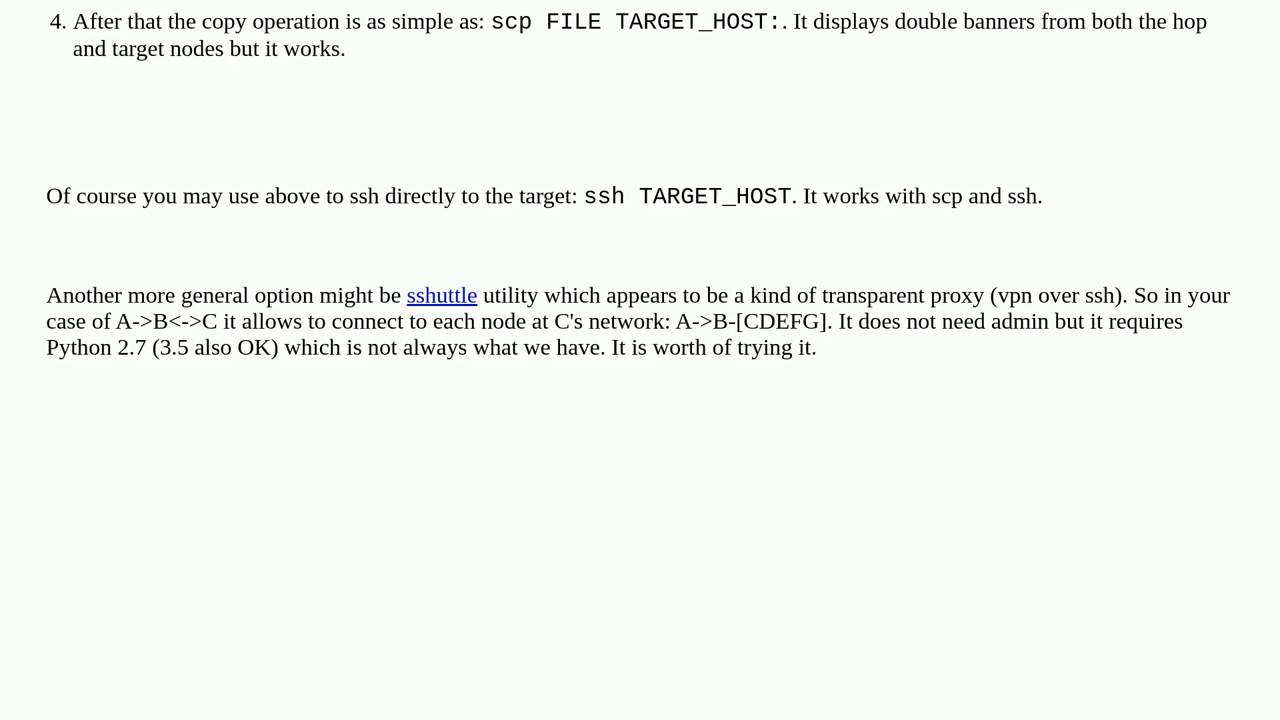 4. After that the copy operation is as simple as: scp FILE TARGET_HOST:. It displays double banners from both the hop
and target nodes but it works.
Of course you may use above to ssh directly to the target: ssh TARGET_HOST. It works with scp and ssh.
Another more general option might be sshuttle utility which appears to be a kind of transparent proxy (vpn over ssh). So in your
case of A->B<->C it allows to connect to each node at C's network: A->B-[CDEFG]. It does not need admin but it requires
Python 2.7 (3.5 also OK) which is not always what we have. It is worth of trying it.